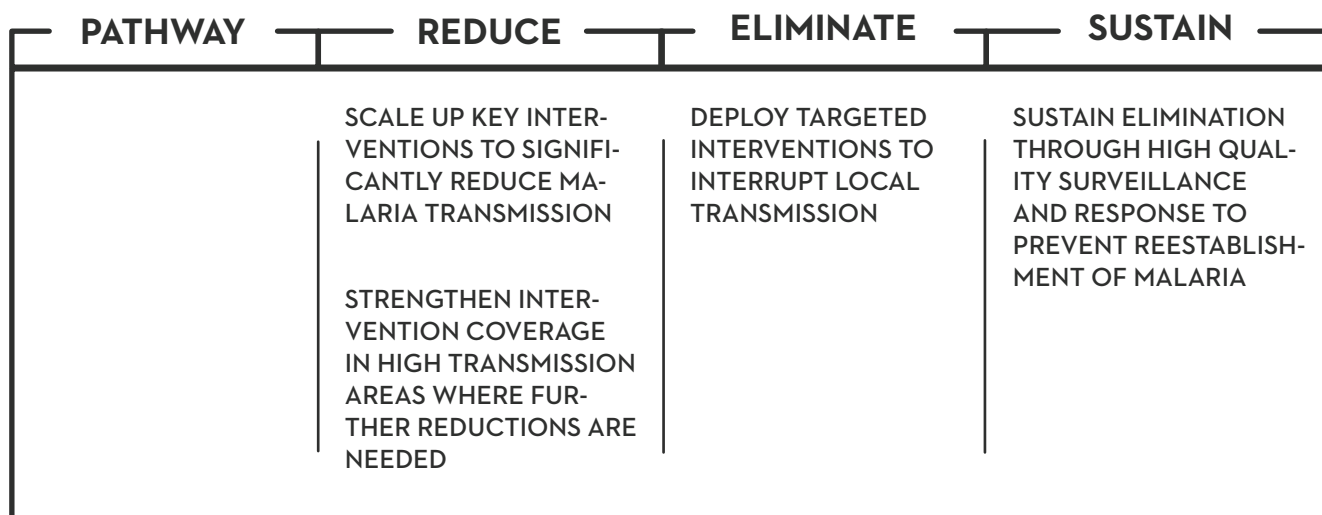 PATHWAY REDUCE ELIMINATE SUSTAIN
SCALE UP KEY INTER-
VENTIONS TO SIGNIFI-
CANTLY REDUCE MA-
LARIA TRANSMISSION
STRENGTHEN INTER-
VENTION COVERAGE
IN HIGH TRANSMISSION
AREAS WHERE FUR-
THER REDUCTIONS ARE
NEEDED
DEPLOY TARGETED
INTERVENTIONS TO
INTERRUPT LOCAL
TRANSMISSION
SUSTAIN ELIMINATION
THROUGH HIGH QUAL-
ITY SURVEILLANCE
AND RESPONSE TO
PREVENT REESTABLISH-
MENT OF MALARIA